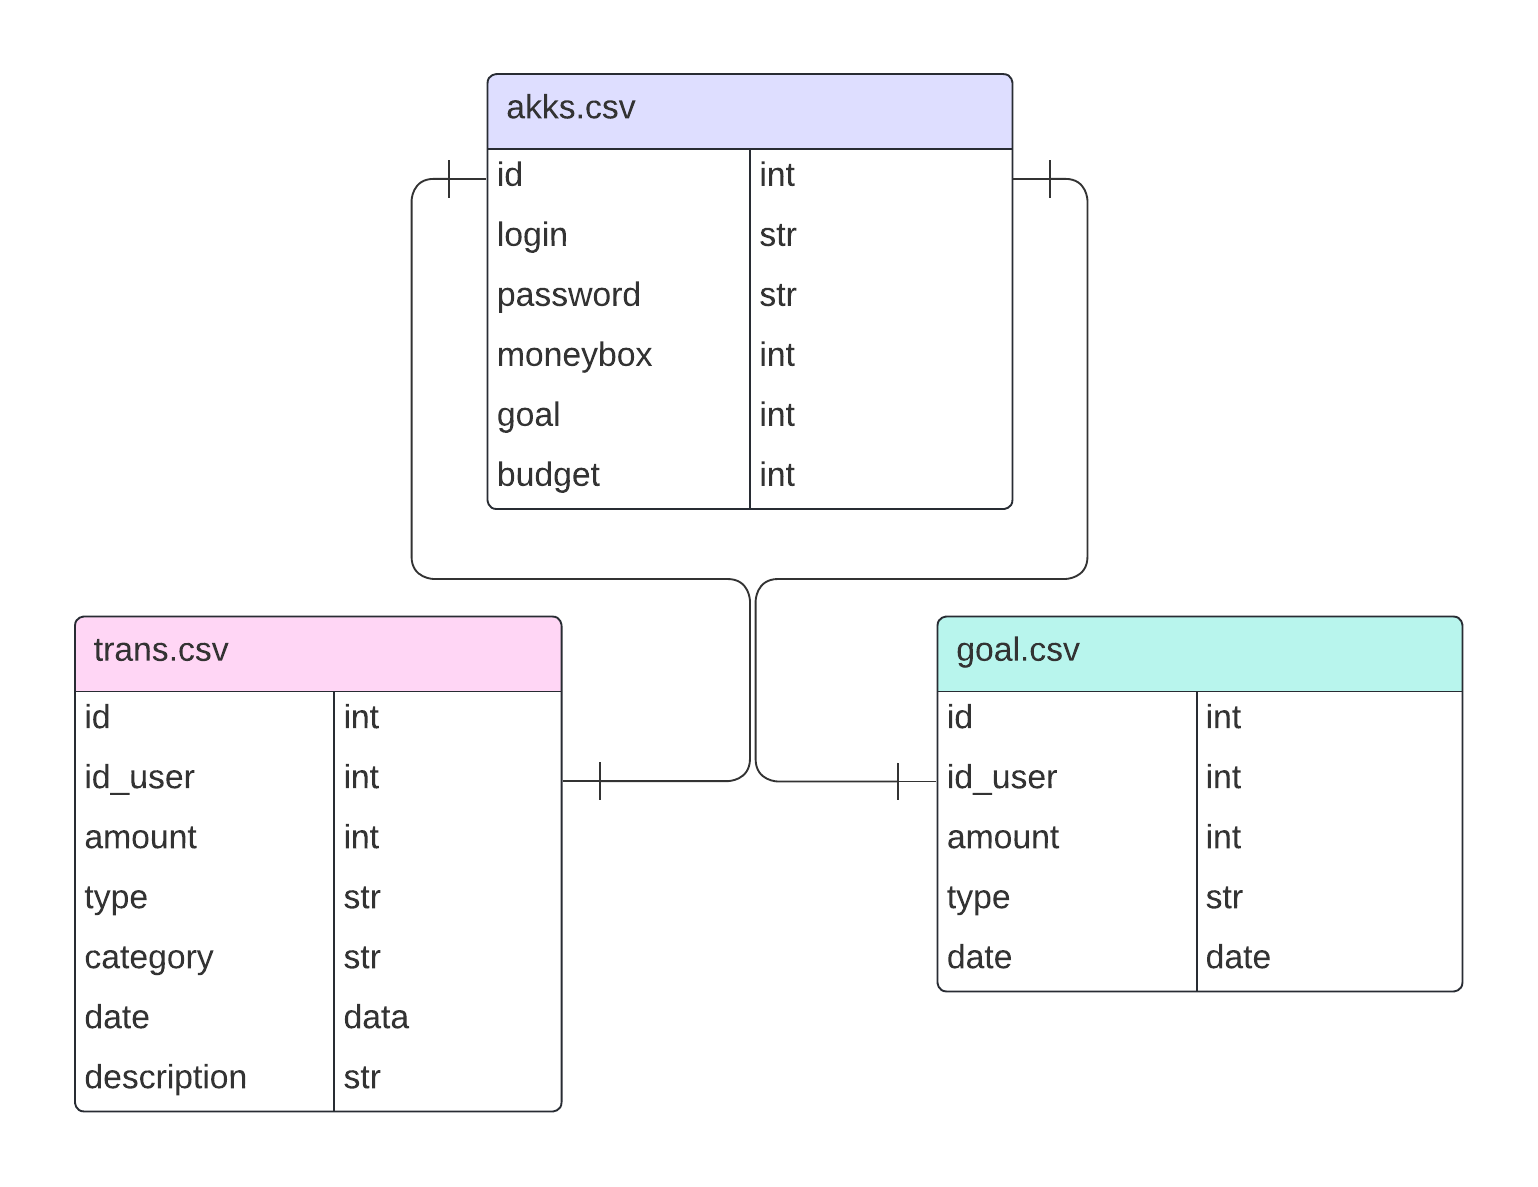 akks.csv
id int
login str
password str
moneybox int
goal int
budget int
trans.csv
id int
id_user int
amount int
type str
category str
date data
description str
goal.csv
id int
id_user int
amount int
type str
date date